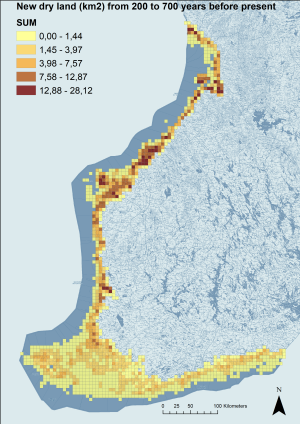 New dry land (km2) from 200 to 700 years before present
SUM
0,00 - 1,44
1,45 - 3,97
3,98 - 7,57
7,58 - 12,87
12,88 - 28,12
N
0 25 50 100 Kilometers